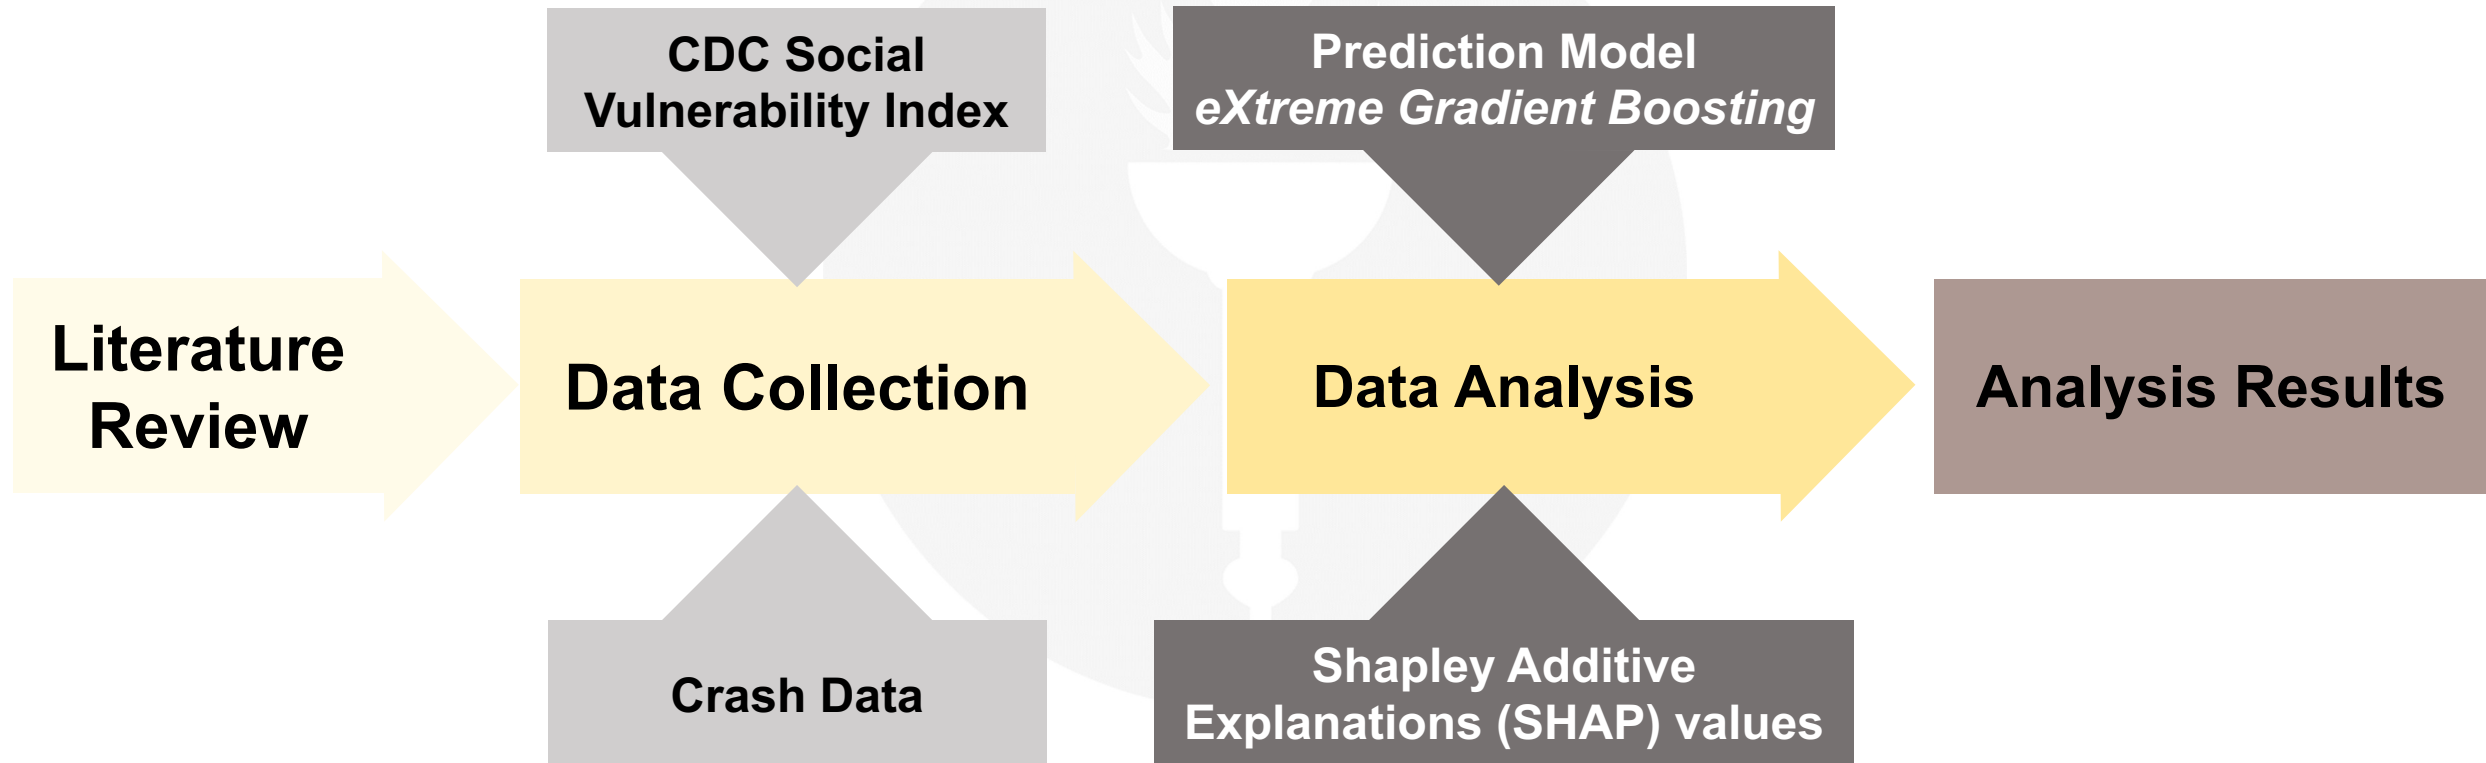 CDC Social
Vulnerability Index
Prediction Model
eXtreme Gradient Boosting
Literature
Review
Data Collection
Data Analysis
Analysis Results
Crash Data
Shapley Additive
Explanations (SHAP) values